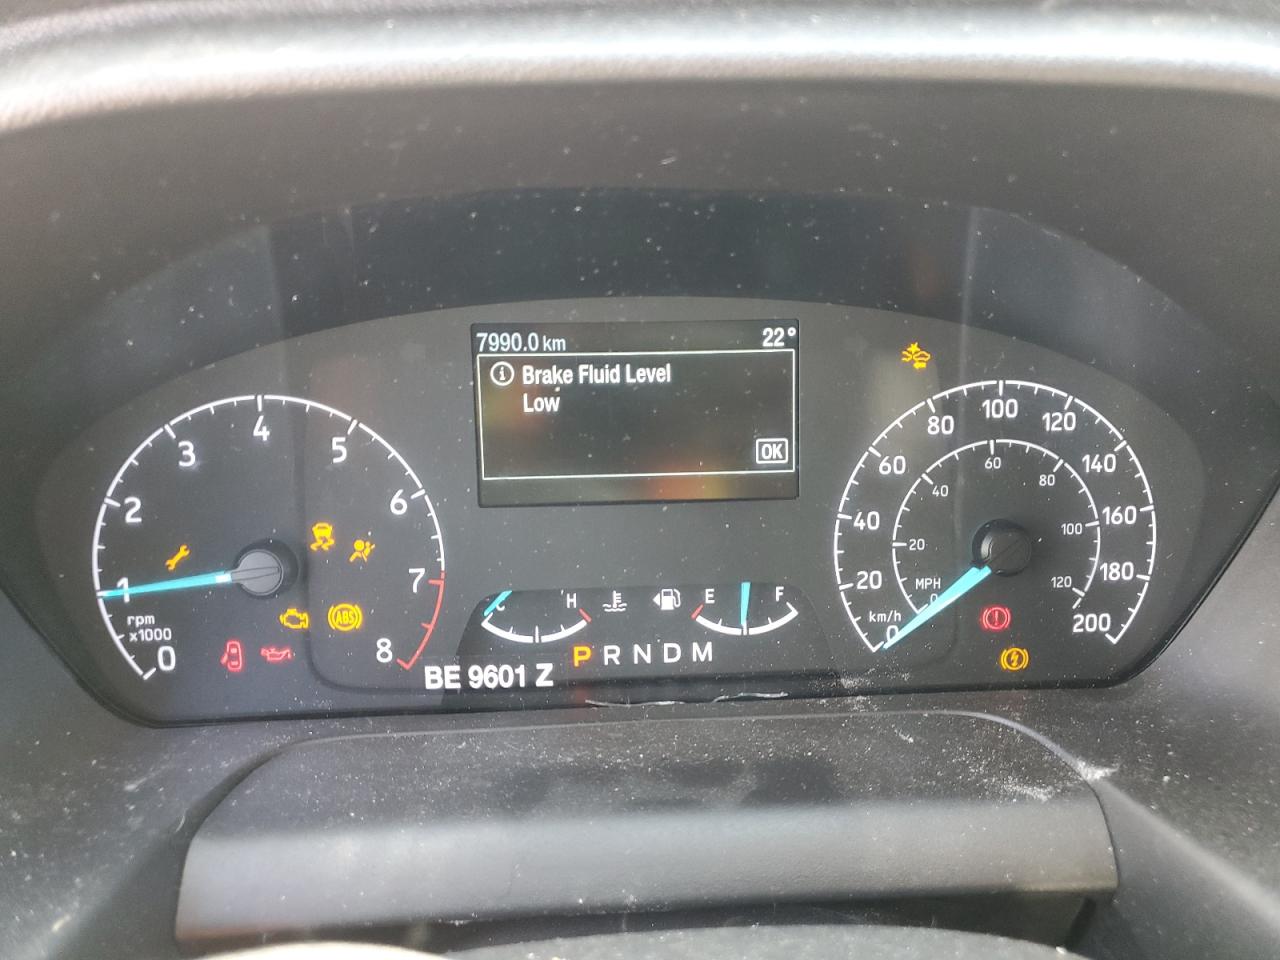 7990.0 km 22°
Brake Fluid Level
Low
OK
0 1 2 3 4 5 6 7 8
rpm
x1000
ABS
C H E F
P R N D M
BE 9601 Z
0 20 40 60 80 100 120 140 160 180 200
km/h
0 20 40 60 80 100 120
MPH